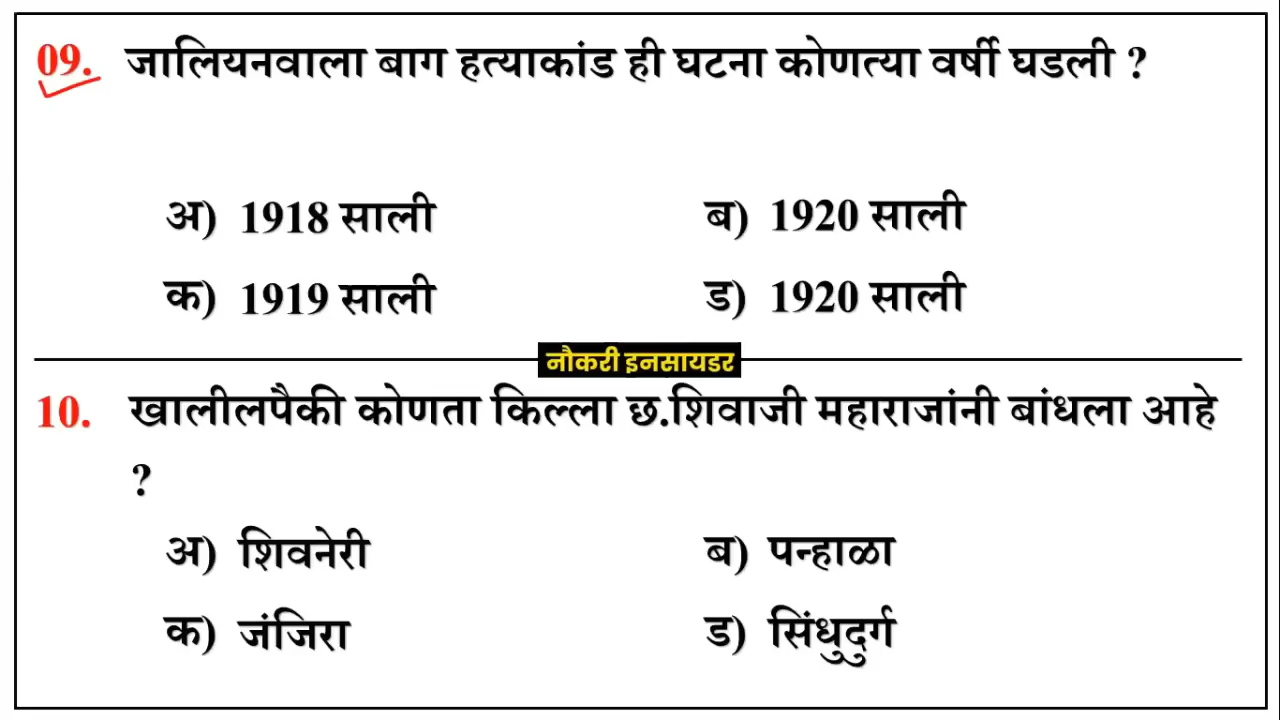 09. जालियनवाला बाग हत्याकांड ही घटना कोणत्या वर्षी घडली ?
अ) 1918 साली ब) 1920 साली
क) 1919 साली ड) 1920 साली
नौकरी इनसायडर
10. खालीलपैकी कोणता किल्ला छ.शिवाजी महाराजांनी बांधला आहे
?
अ) शिवनेरी ब) पन्हाळा
क) जंजिरा ड) सिंधुदुर्ग